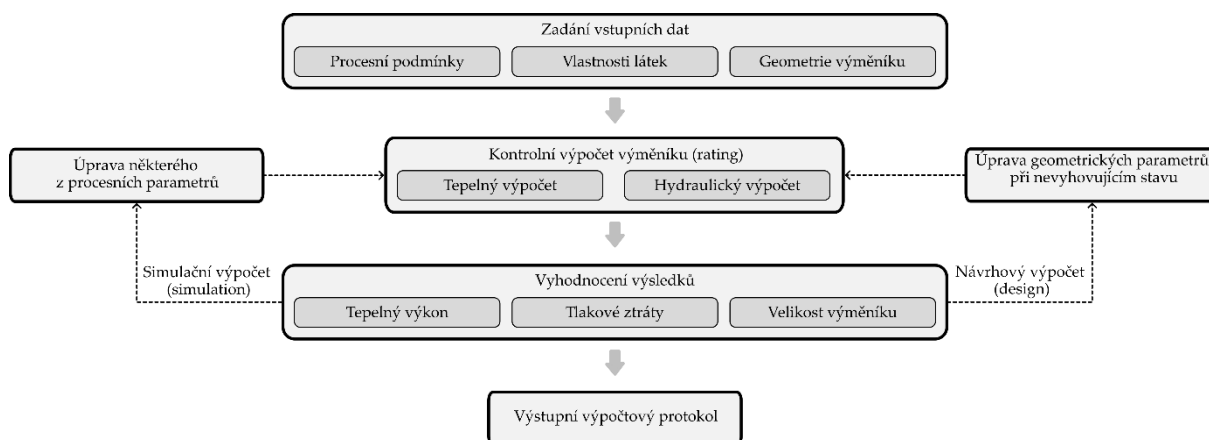 Zadání vstupních dat
Procesní podmínky
Vlastnosti látek
Geometrie výměníku
Úprava některého
z procesních parametrů
Kontrolní výpočet výměníku (rating)
Tepelný výpočet
Hydraulický výpočet
Úprava geometrických parametrů
při nevyhovujícím stavu
Simulační výpočet
(simulation)
Vyhodnocení výsledků
Tepelný výkon
Tlakové ztráty
Velikost výměníku
Návrhový výpočet
(design)
Výstupní výpočtový protokol